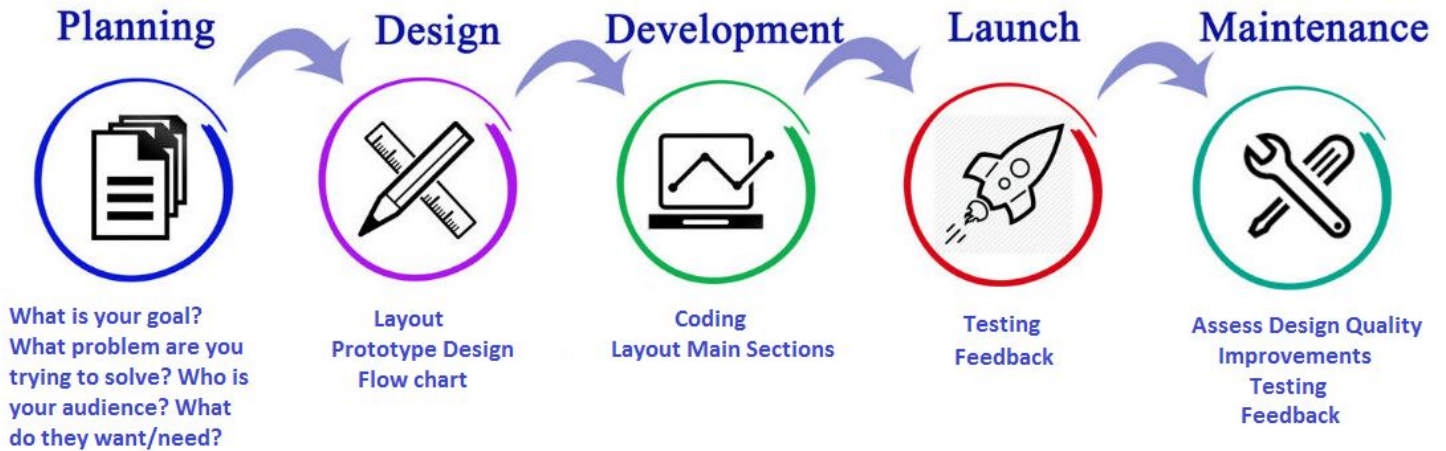 Planning
Design
Development
Launch
Maintenance
What is your goal?
What problem are you
trying to solve? Who is
your audience? What
do they want/need?
Layout
Prototype Design
Flow chart
Coding
Layout Main Sections
Testing
Feedback
Assess Design Quality
Improvements
Testing
Feedback